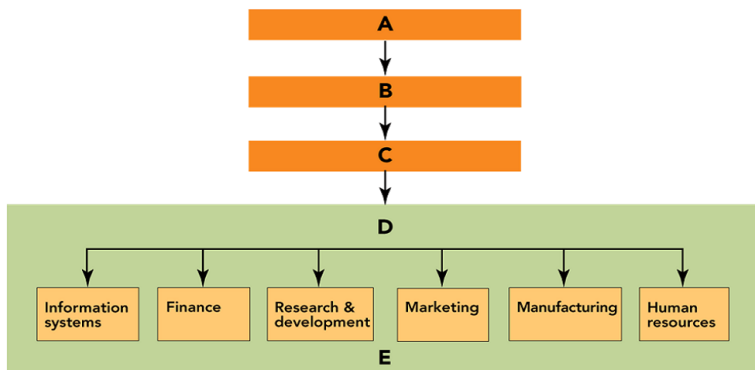 A
B
C
D
Information
systems
Finance
Research &
development
Marketing
Manufacturing
Human
resources
E